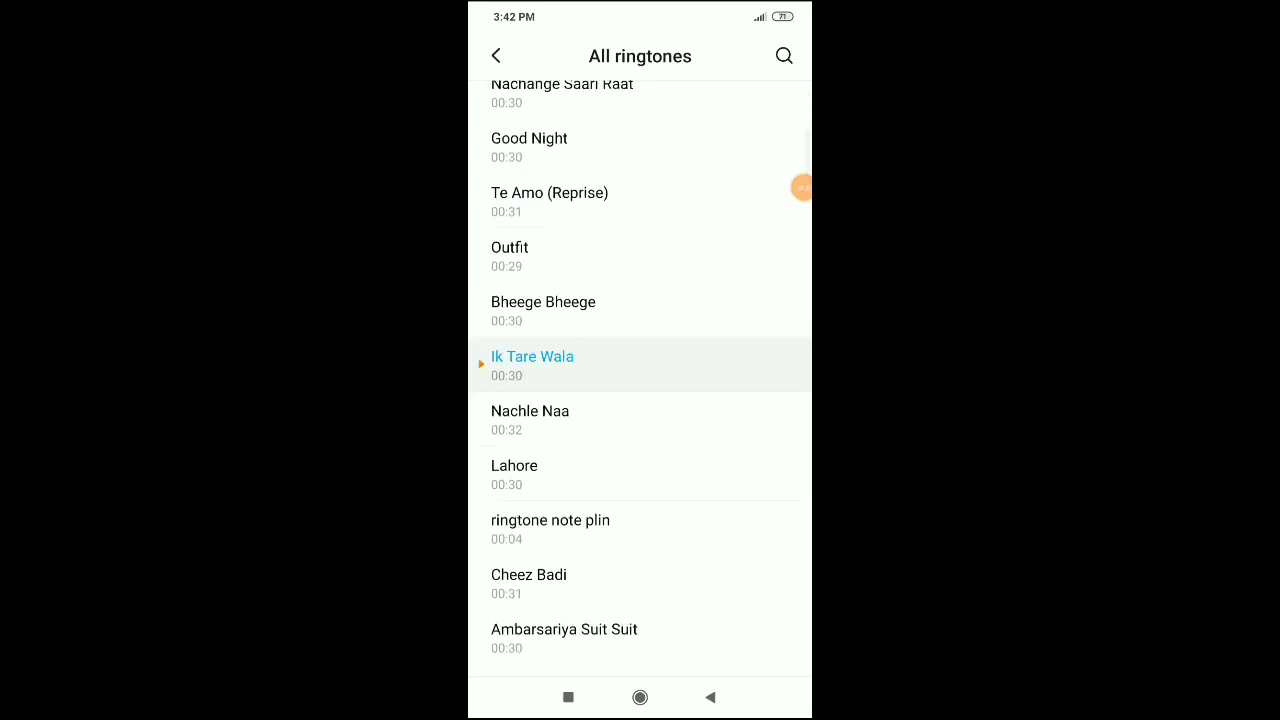 3:42 PM
71
All ringtones
Nachange Saari Raat
00:30
Good Night
00:30
Te Amo (Reprise)
00:31
Outfit
00:29
Bheege Bheege
00:30
Ik Tare Wala
00:30
Nachle Naa
00:32
Lahore
00:30
ringtone note plin
00:04
Cheez Badi
00:31
Ambarsariya Suit Suit
00:30